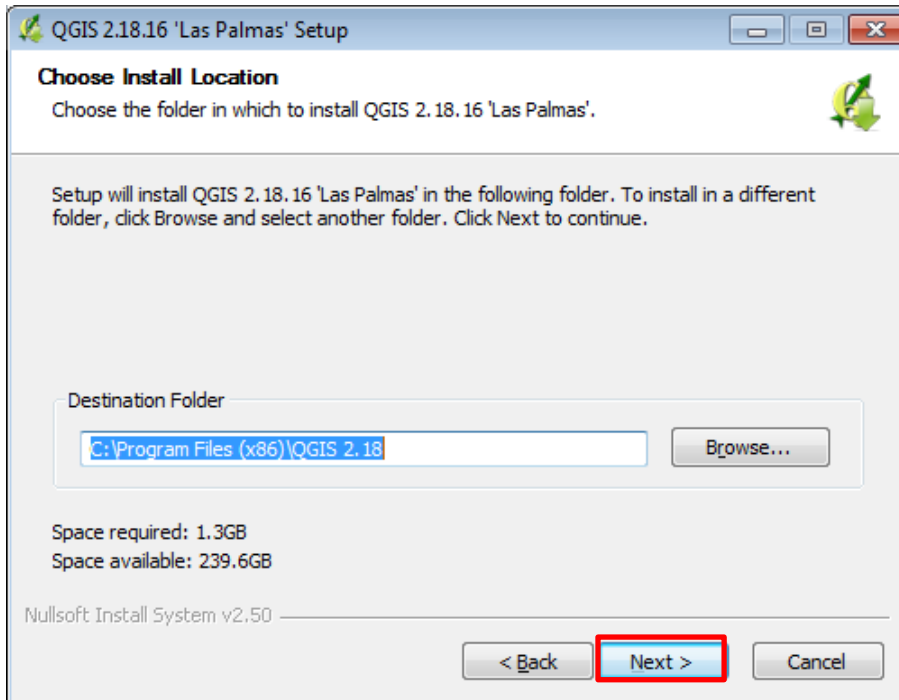 QGIS 2.18.16 'Las Palmas' Setup
Choose Install Location
Choose the folder in which to install QGIS 2.18.16 'Las Palmas'.
Setup will install QGIS 2.18.16 'Las Palmas' in the following folder. To install in a different
folder, click Browse and select another folder. Click Next to continue.
Destination Folder
C:\Program Files (x86)\QGIS 2.18
Browse...
Space required: 1.3GB
Space available: 239.6GB
Nullsoft Install System v2.50
< Back
Next >
Cancel